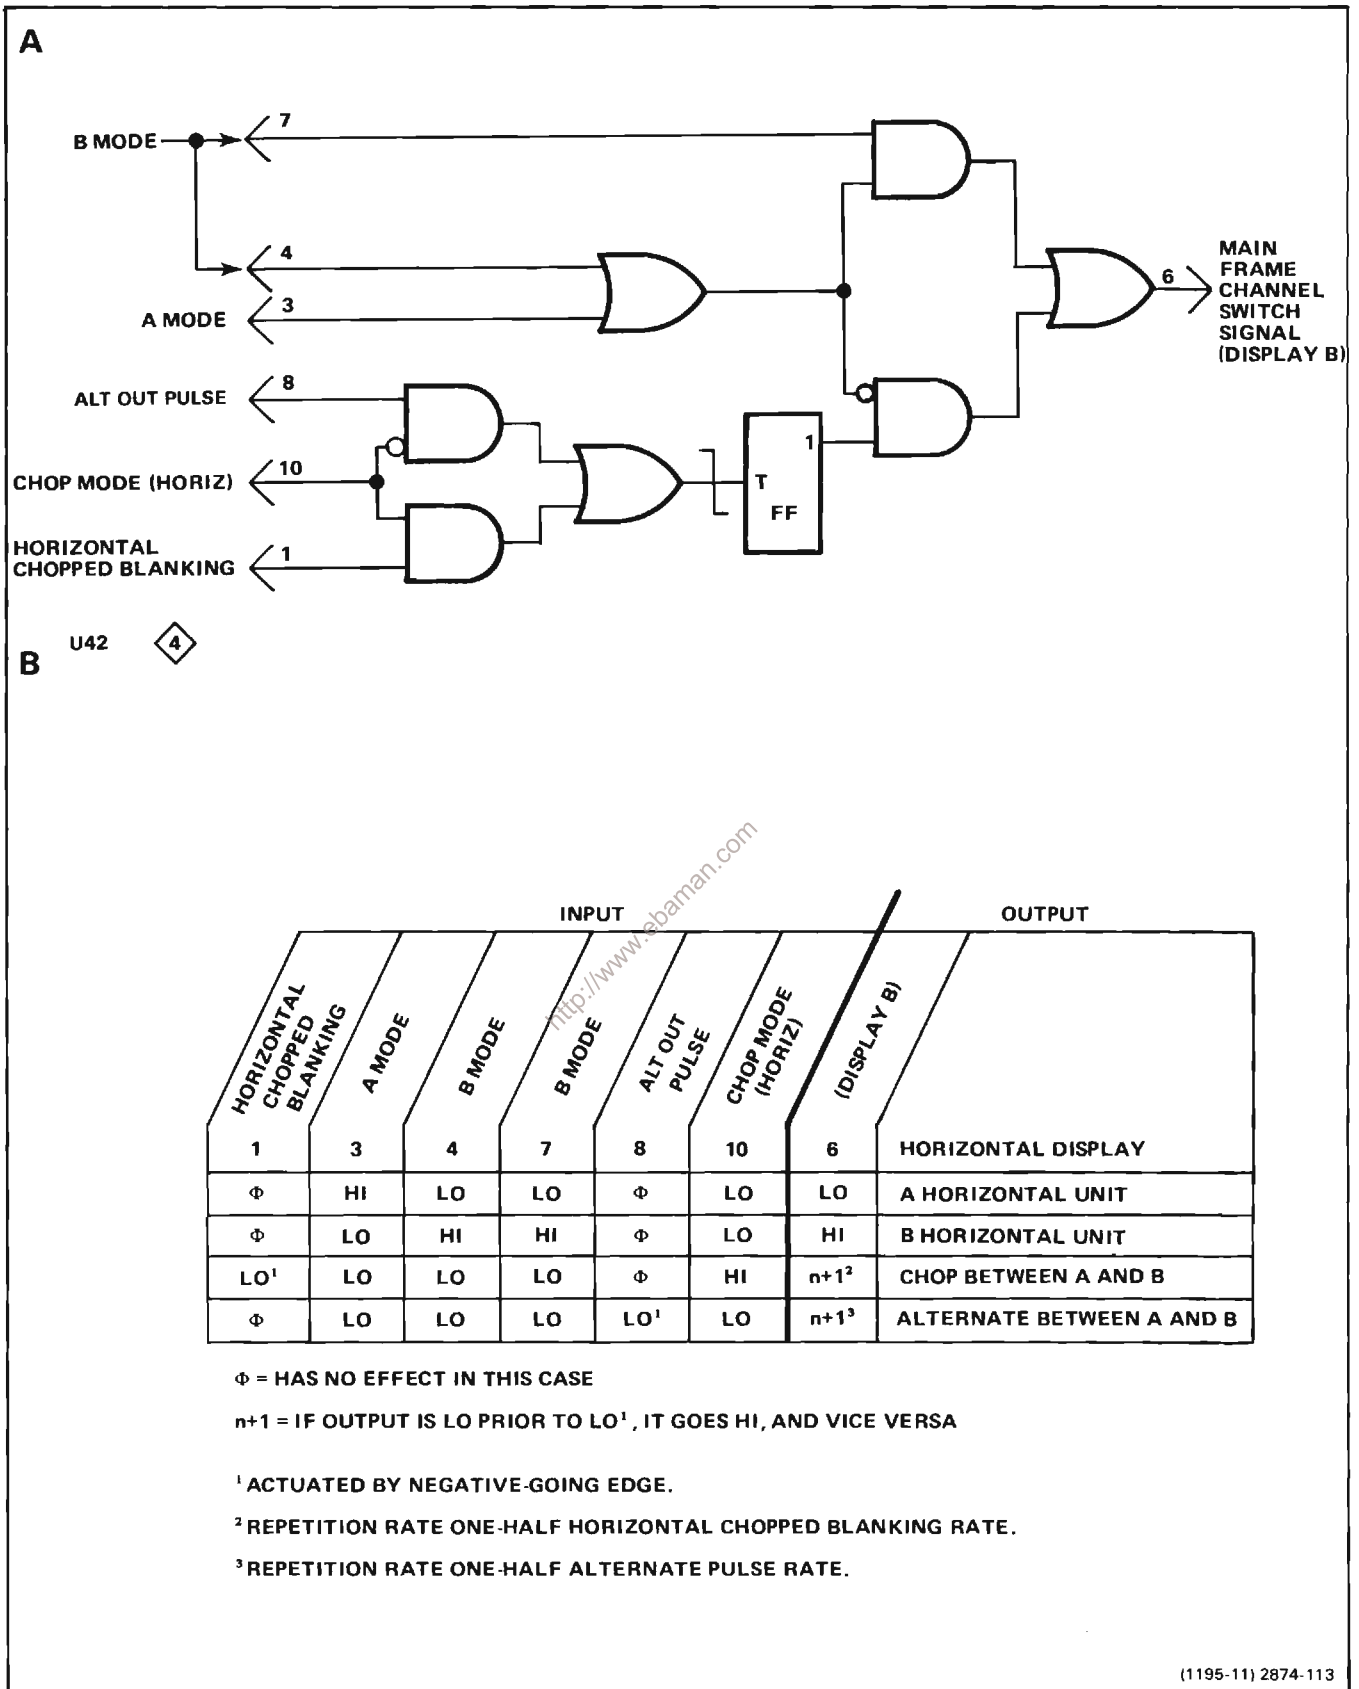 A
B MODE
7
4
3
A MODE
ALT OUT PULSE
8
CHOP MODE (HORIZ)
10
HORIZONTAL
CHOPPED BLANKING
1
T
FF
1
6
MAIN
FRAME
CHANNEL
SWITCH
SIGNAL
(DISPLAY B)
U42
4
B
INPUT
OUTPUT
HORIZONTAL
CHOPPED
BLANKING
A MODE
B MODE
B MODE
ALT OUT
PULSE
CHOP MODE
(HORIZ)
(DISPLAY B)
1 3 4 7 8 10 6 HORIZONTAL DISPLAY
Φ HI LO LO Φ LO LO A HORIZONTAL UNIT
Φ LO HI HI Φ LO HI B HORIZONTAL UNIT
LO¹ LO LO LO Φ HI n+1² CHOP BETWEEN A AND B
Φ LO LO LO LO¹ LO n+1³ ALTERNATE BETWEEN A AND B
Φ = HAS NO EFFECT IN THIS CASE
n+1 = IF OUTPUT IS LO PRIOR TO LO¹, IT GOES HI, AND VICE VERSA
¹ ACTUATED BY NEGATIVE-GOING EDGE.
² REPETITION RATE ONE-HALF HORIZONTAL CHOPPED BLANKING RATE.
³ REPETITION RATE ONE-HALF ALTERNATE PULSE RATE.
(1195-11) 2874-113
http://www.ebaman.com